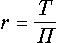 r = T / П